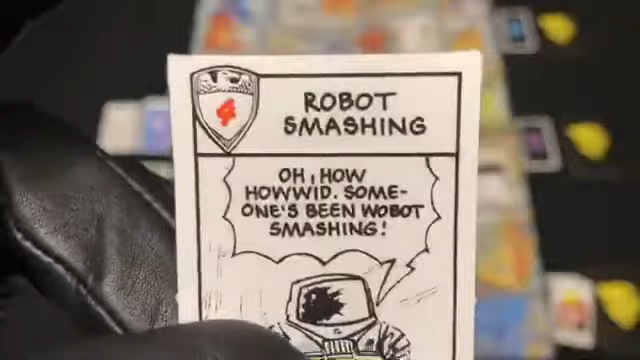 4
ROBOT
SMASHING
OH, HOW
HOWWID. SOME-
ONE'S BEEN WOBOT
SMASHING!